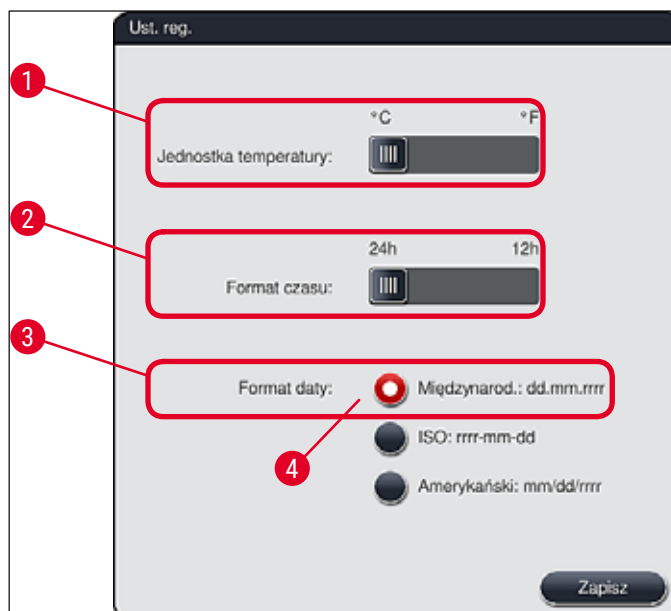 Ust. reg.
1
°C °F
Jednostka temperatury:
2
24h 12h
Format czasu:
3
Format daty: Międzynarod.: dd.mm.rrrr
4
ISO: rrrr-mm-dd
Amerykański: mm/dd/rrrr
Zapisz